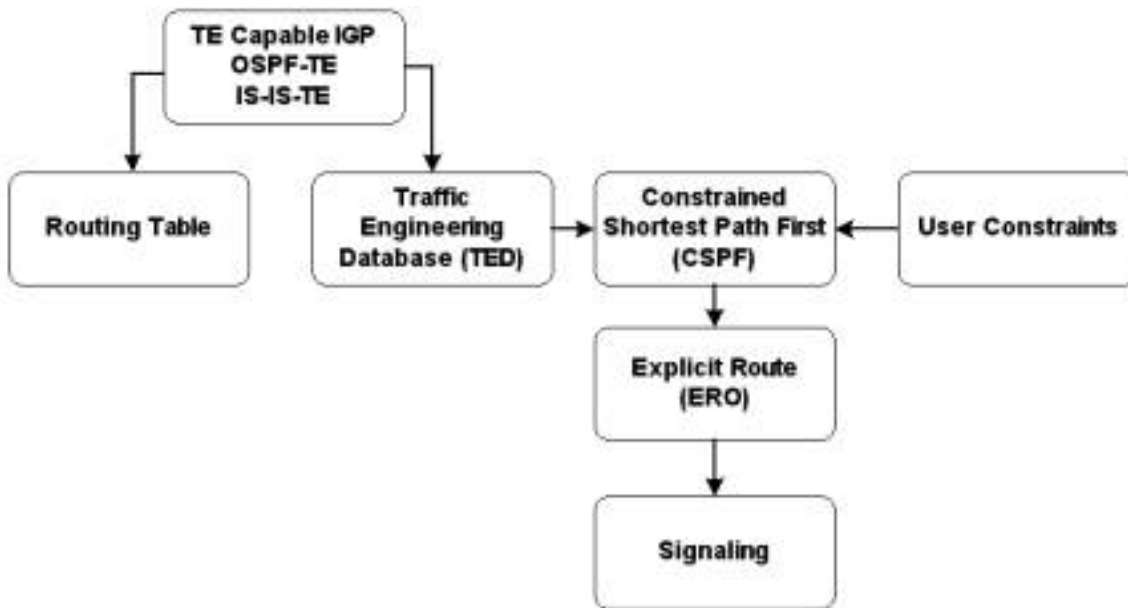 TE Capable IGP
OSPF-TE
IS-IS-TE
Routing Table
Traffic
Engineering
Database (TED)
Constrained
Shortest Path First
(CSPF)
User Constraints
Explicit Route
(ERO)
Signaling